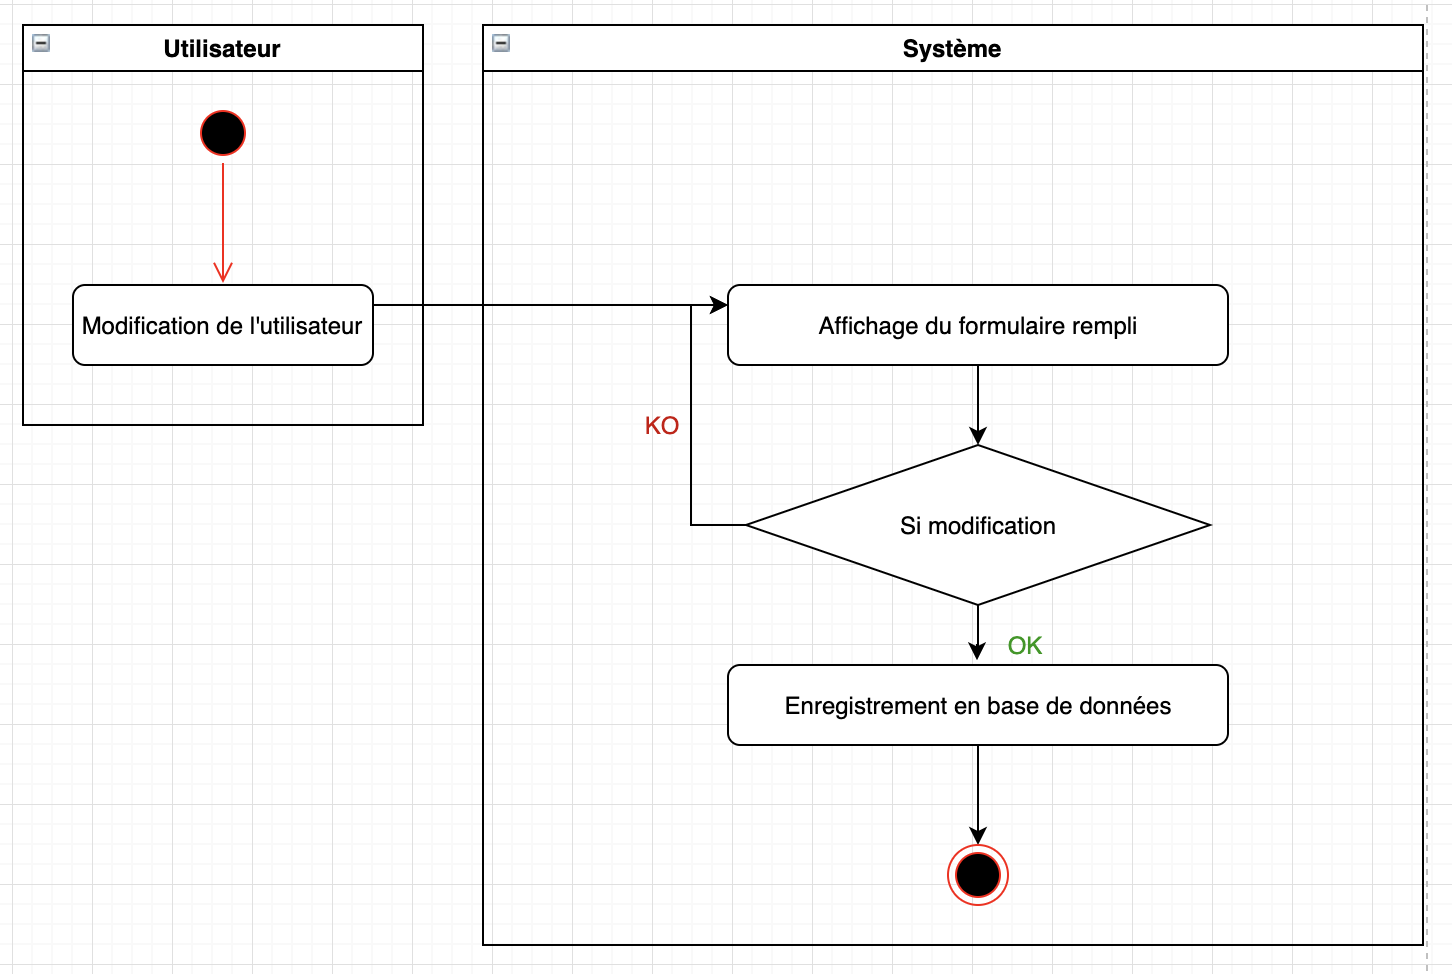 Utilisateur
Système
Modification de l'utilisateur
Affichage du formulaire rempli
KO
Si modification
OK
Enregistrement en base de données